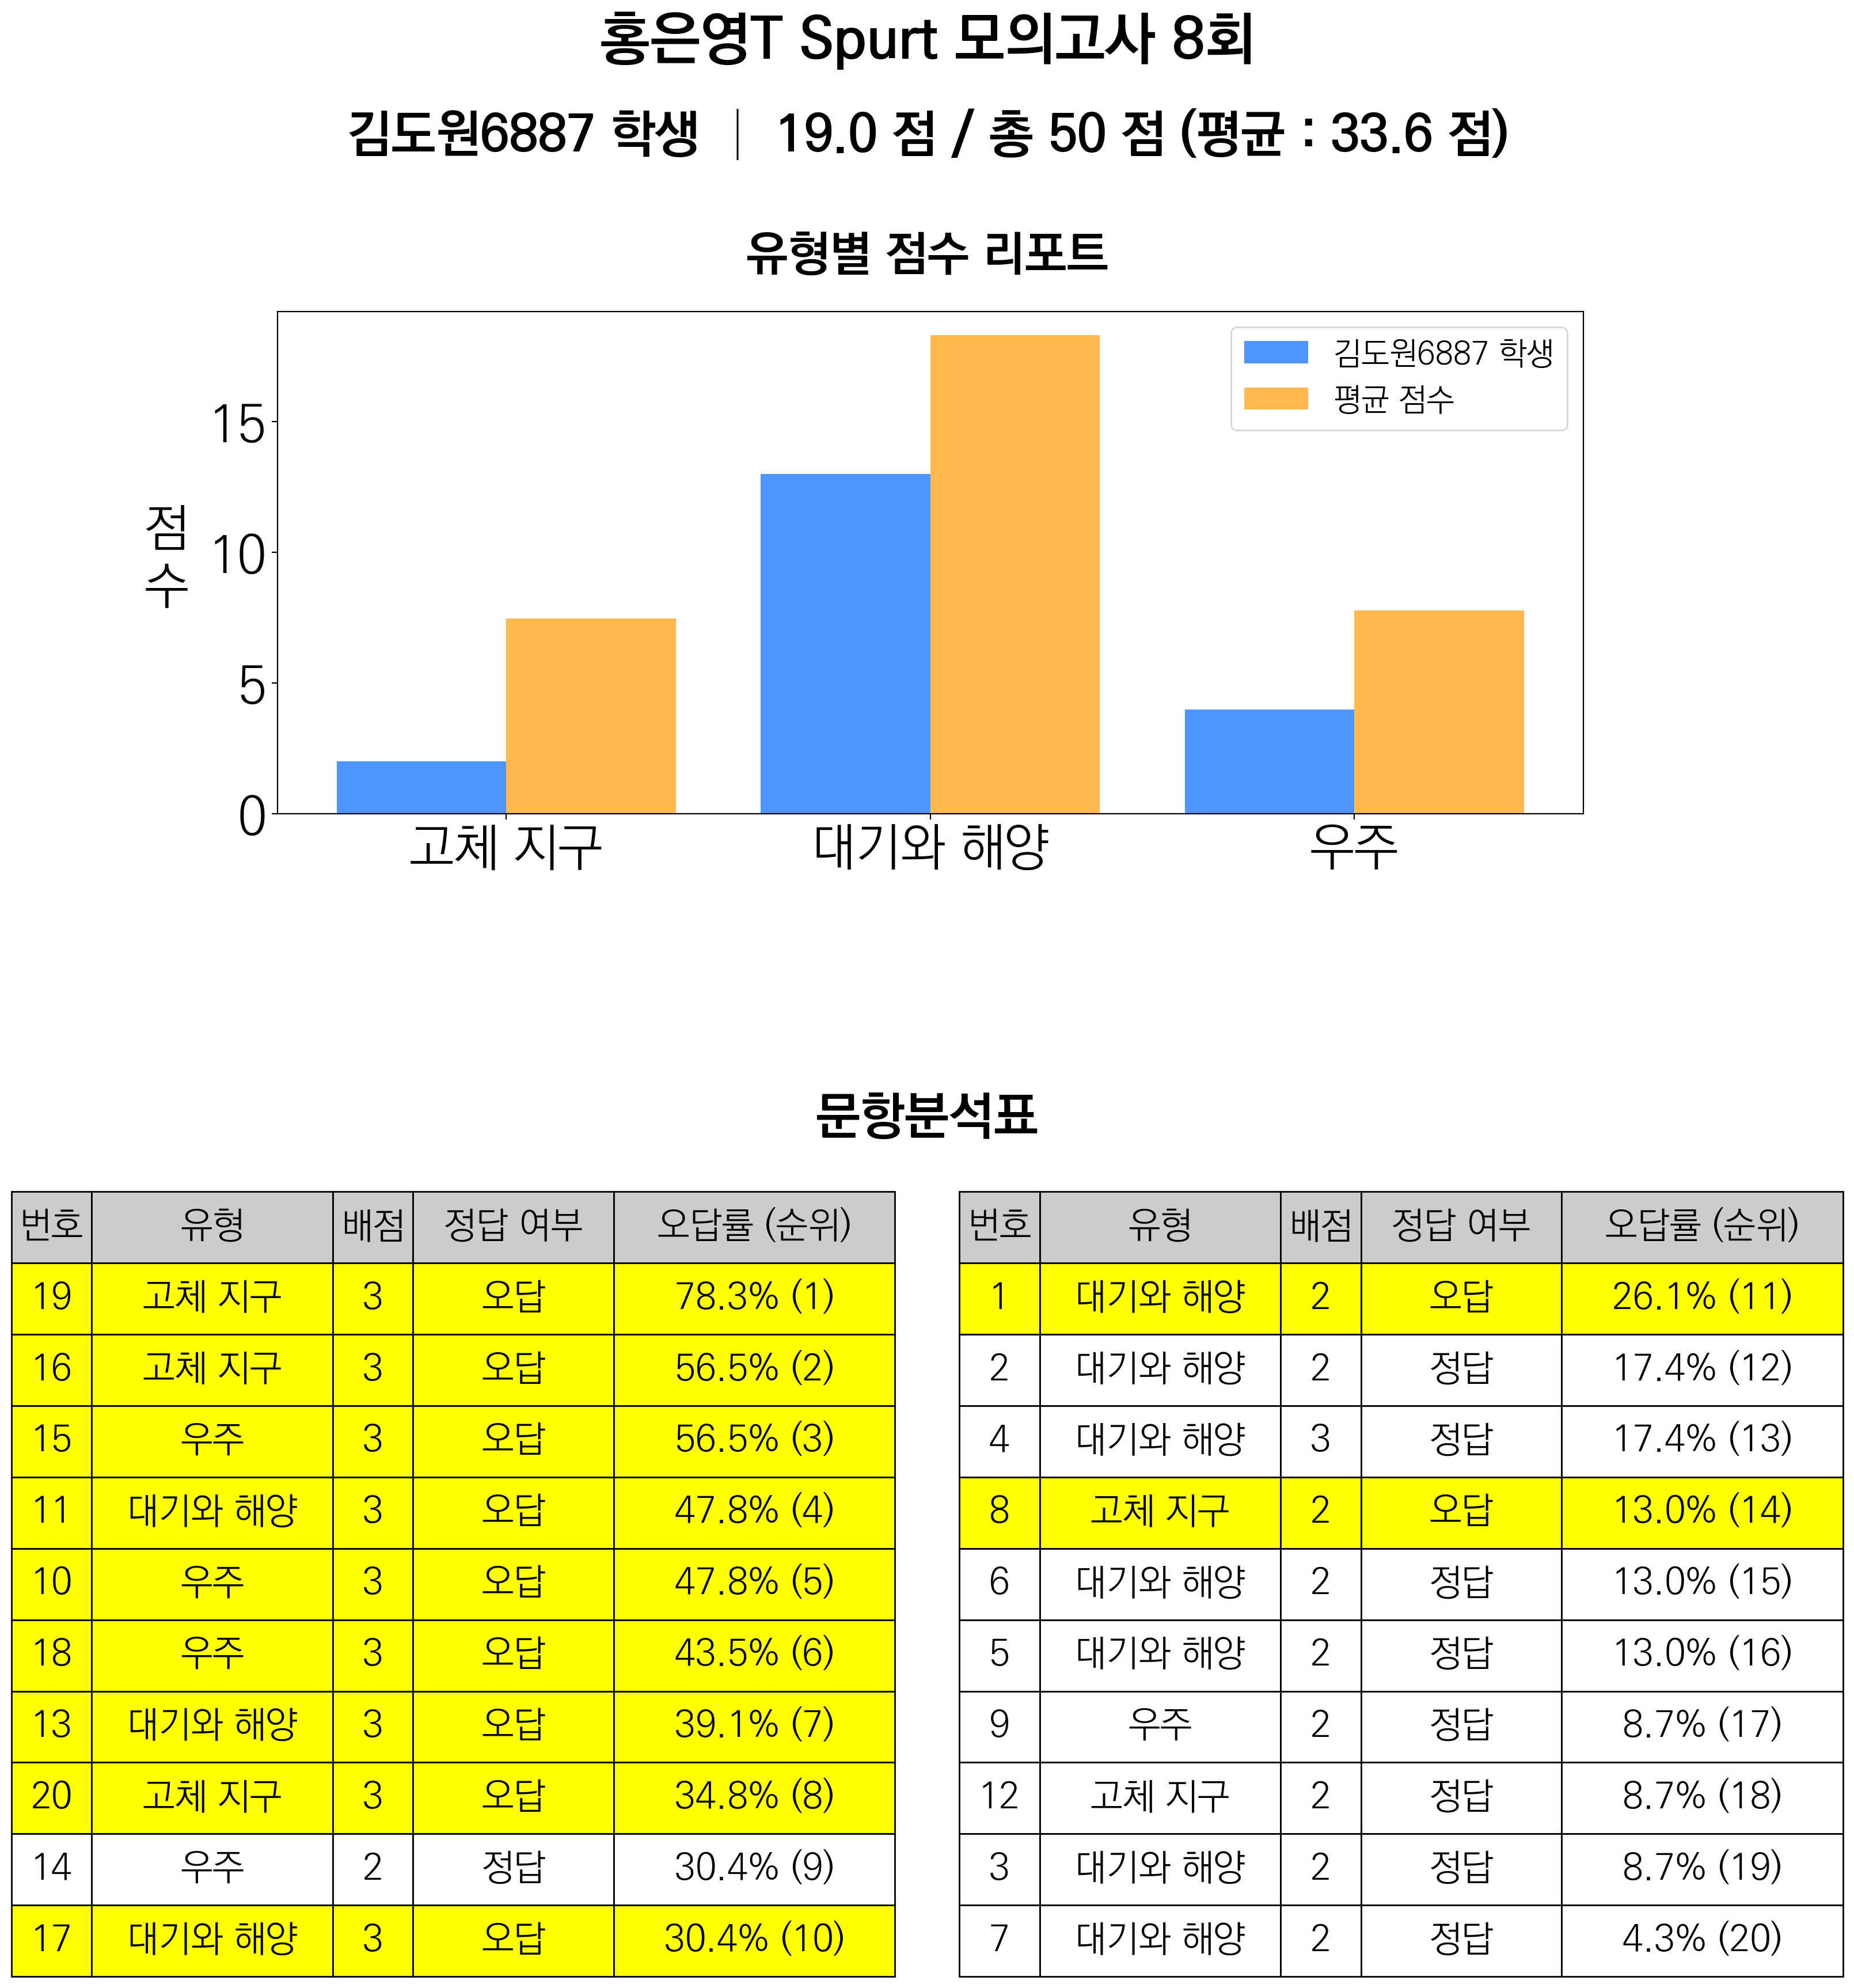 홍은영T Spurt 모의고사 8회
김도원6887 학생 | 19.0 점 / 총 50 점 (평균 : 33.6 점)
유형별 점수 리포트
김도원6887 학생
평균 점수
점
수
15
10
5
0
고체 지구 대기와 해양 우주
문항분석표
번호 유형 배점 정답 여부 오답률 (순위)
19 고체 지구 3 오답 78.3% (1)
16 고체 지구 3 오답 56.5% (2)
15 우주 3 오답 56.5% (3)
11 대기와 해양 3 오답 47.8% (4)
10 우주 3 오답 47.8% (5)
18 우주 3 오답 43.5% (6)
13 대기와 해양 3 오답 39.1% (7)
20 고체 지구 3 오답 34.8% (8)
14 우주 2 정답 30.4% (9)
17 대기와 해양 3 오답 30.4% (10)
번호 유형 배점 정답 여부 오답률 (순위)
1 대기와 해양 2 오답 26.1% (11)
2 대기와 해양 2 정답 17.4% (12)
4 대기와 해양 3 정답 17.4% (13)
8 고체 지구 2 오답 13.0% (14)
6 대기와 해양 2 정답 13.0% (15)
5 대기와 해양 2 정답 13.0% (16)
9 우주 2 정답 8.7% (17)
12 고체 지구 2 정답 8.7% (18)
3 대기와 해양 2 정답 8.7% (19)
7 대기와 해양 2 정답 4.3% (20)